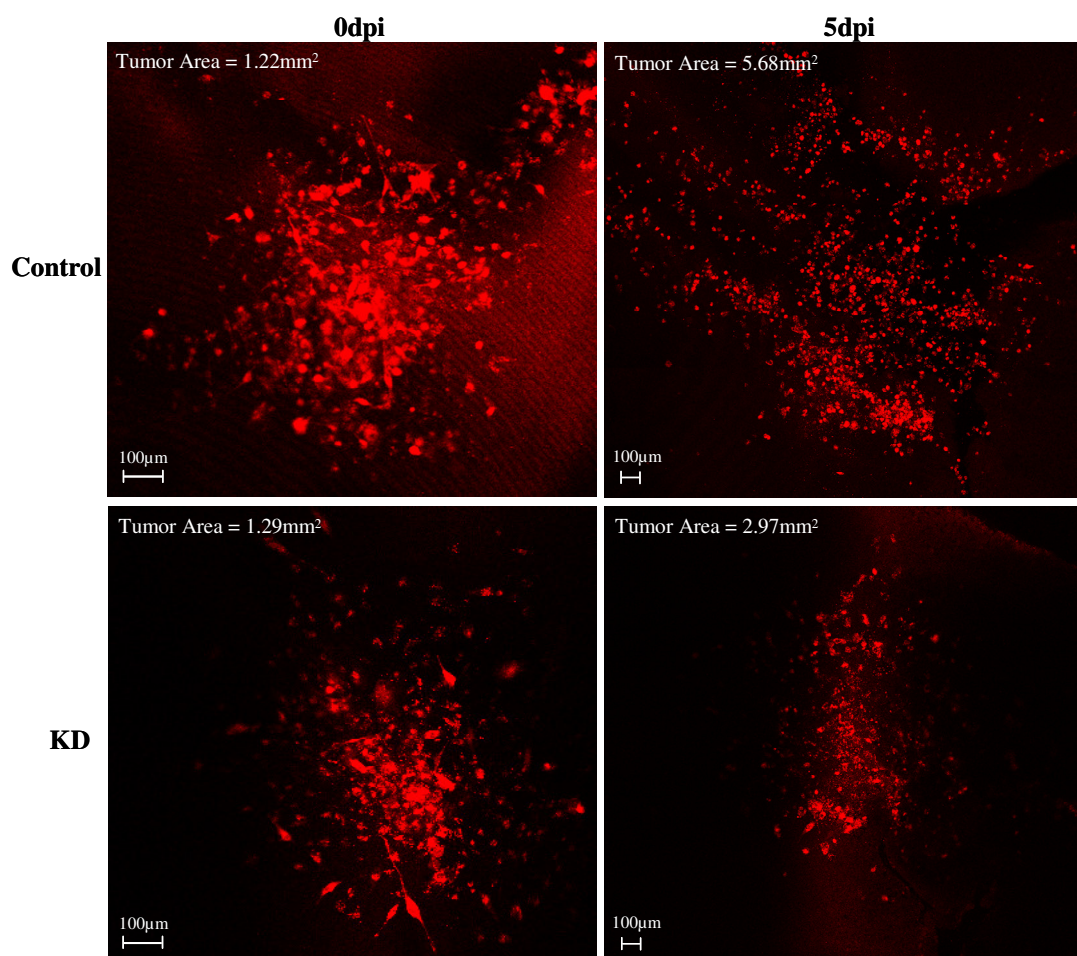 0dpi
5dpi
Control
Tumor Area = 1.22mm²
100µm
Tumor Area = 5.68mm²
100µm
KD
Tumor Area = 1.29mm²
100µm
Tumor Area = 2.97mm²
100µm